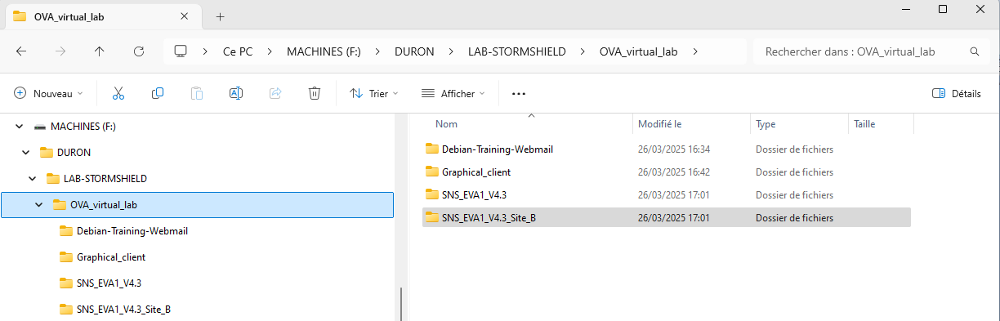 OVA_virtual_lab
Ce PC > MACHINES (F:) > DURON > LAB-STORMSHIELD > OVA_virtual_lab >
Rechercher dans : OVA_virtual_lab
Nouveau
Trier
Afficher
Détails
MACHINES (F:)
DURON
LAB-STORMSHIELD
OVA_virtual_lab
Debian-Training-Webmail
Graphical_client
SNS_EVA1_V4.3
SNS_EVA1_V4.3_Site_B
Nom Modifié le Type Taille
Debian-Training-Webmail 26/03/2025 16:34 Dossier de fichiers
Graphical_client 26/03/2025 16:42 Dossier de fichiers
SNS_EVA1_V4.3 26/03/2025 17:01 Dossier de fichiers
SNS_EVA1_V4.3_Site_B 26/03/2025 17:01 Dossier de fichiers